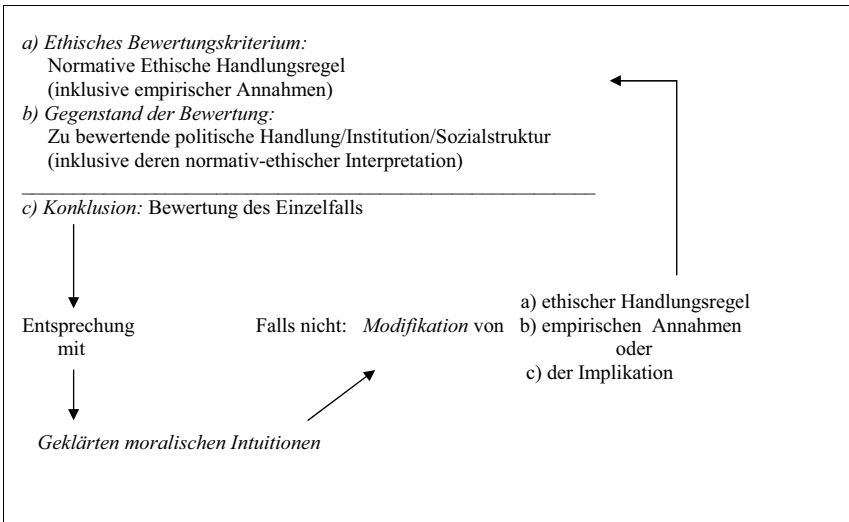 a) Ethisches Bewertungskriterium:
Normative Ethische Handlungsregel
(inklusive empirischer Annahmen)
b) Gegenstand der Bewertung:
Zu bewertende politische Handlung/Institution/Sozialstruktur
(inklusive deren normativ-ethischer Interpretation)
c) Konklusion: Bewertung des Einzelfalls
Entsprechung
mit
Geklärten moralischen Intuitionen
Falls nicht: Modifikation von
a) ethischer Handlungsregel
b) empirischen Annahmen
oder
c) der Implikation